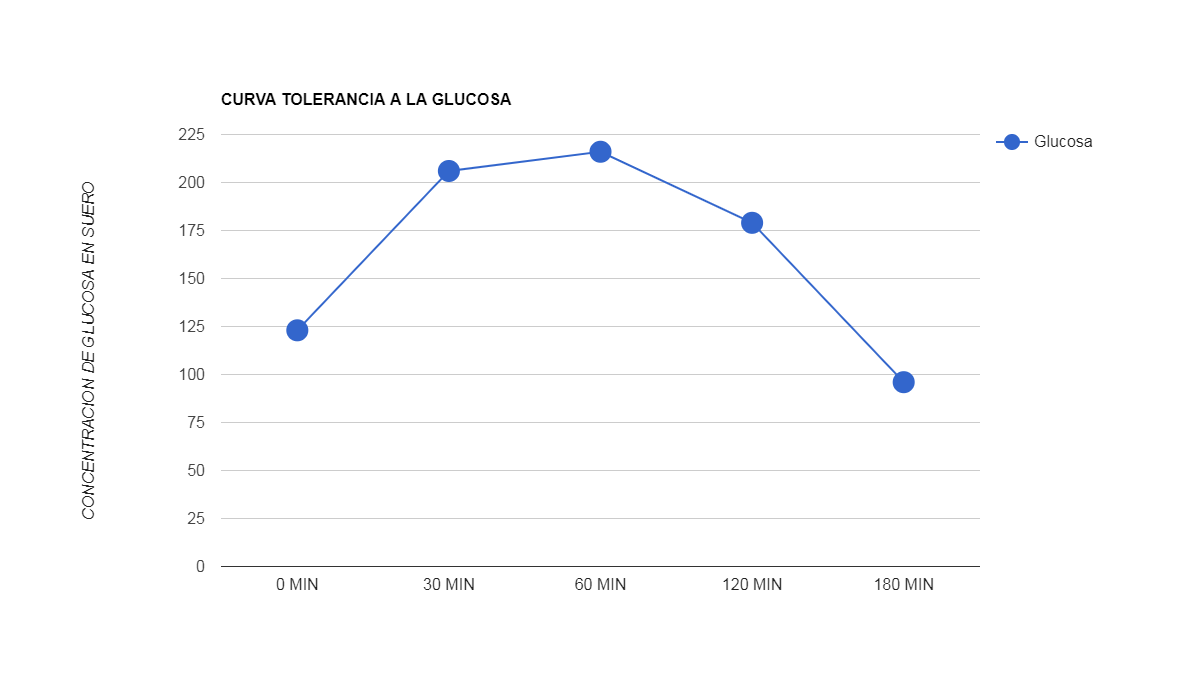 CURVA TOLERANCIA A LA GLUCOSA
Glucosa
CONCENTRACION DE GLUCOSA EN SUERO
225
200
175
150
125
100
75
50
25
0
0 MIN
30 MIN
60 MIN
120 MIN
180 MIN